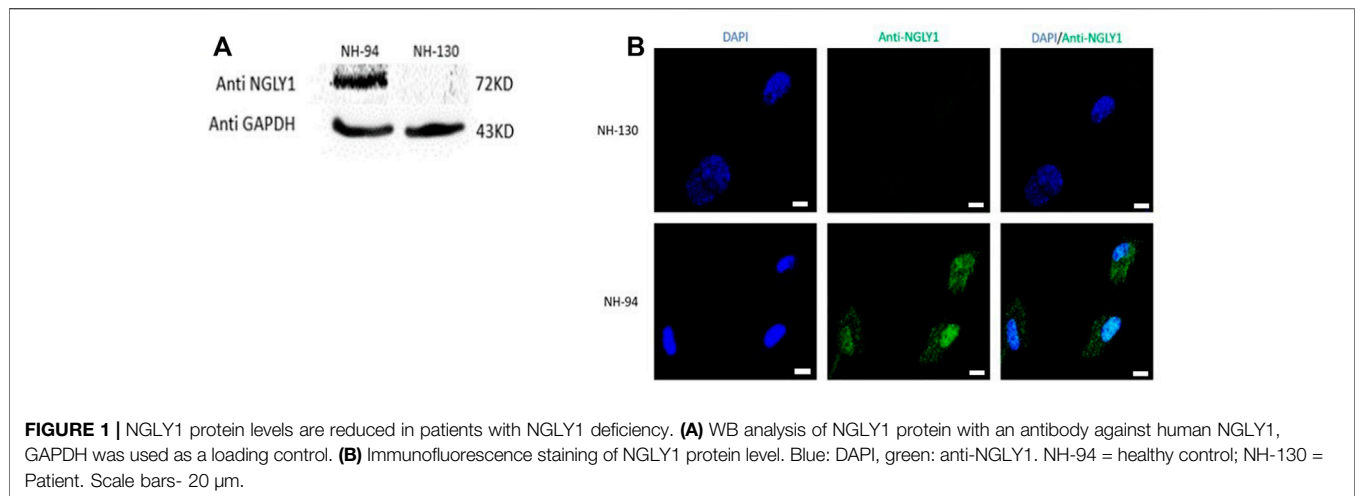 A
NH-94 NH-130
Anti NGLY1 72KD
Anti GAPDH 43KD
B
DAPI Anti-NGLY1 DAPI/Anti-NGLY1
NH-130
NH-94
FIGURE 1 | NGLY1 protein levels are reduced in patients with NGLY1 deficiency. (A) WB analysis of NGLY1 protein with an antibody against human NGLY1,
GAPDH was used as a loading control. (B) Immunofluorescence staining of NGLY1 protein level. Blue: DAPI, green: anti-NGLY1. NH-94 = healthy control; NH-130 =
Patient. Scale bars- 20 μm.